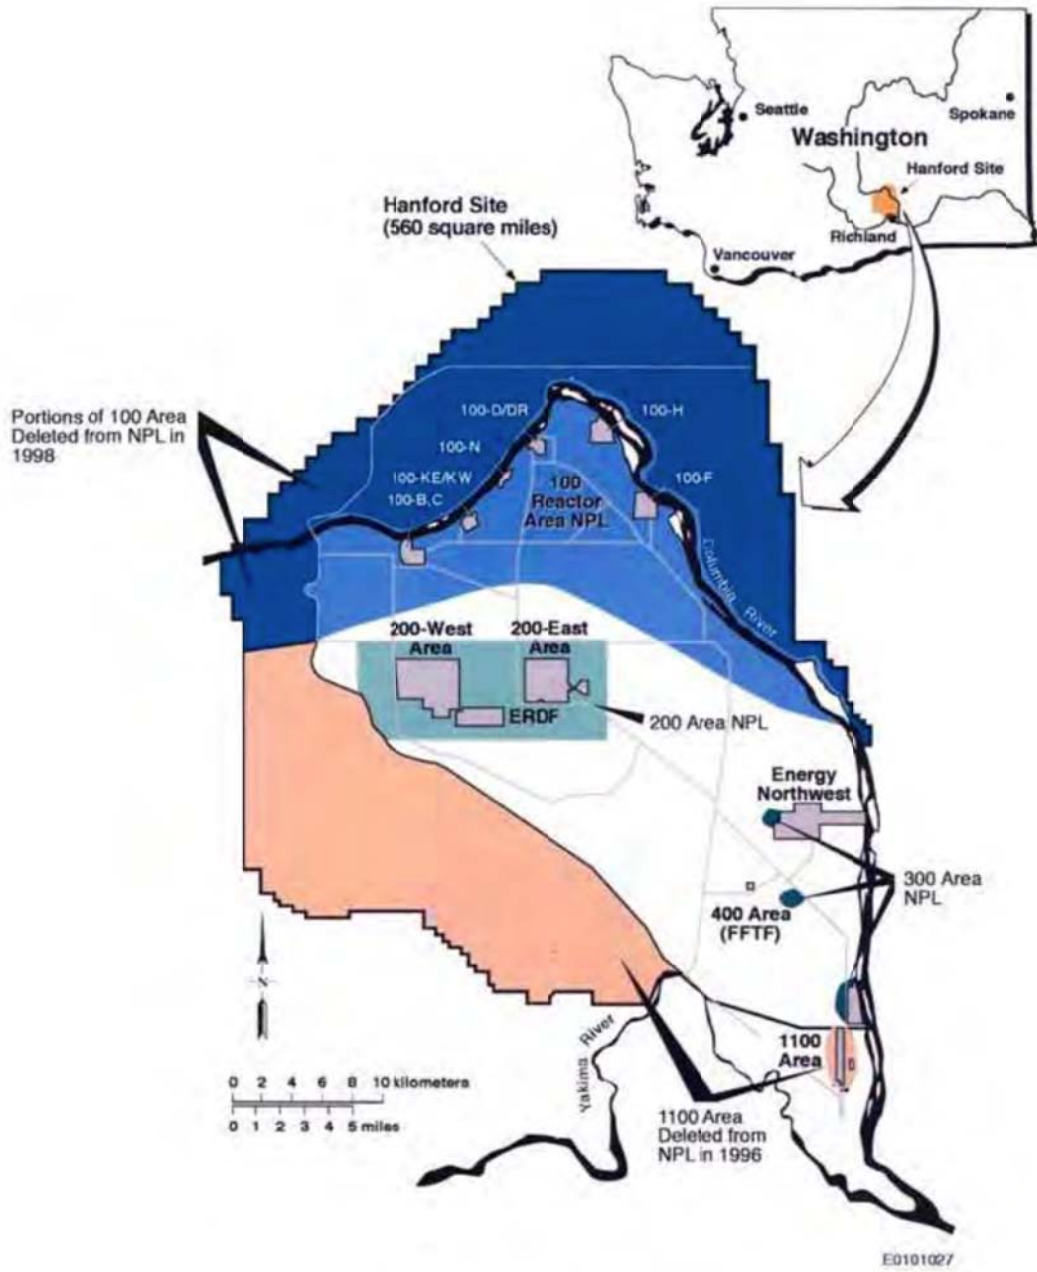 Seattle
Spokane
Washington
Hanford Site
Richland
Vancouver
Hanford Site
(560 square miles)
Portions of 100 Area
Deleted from NPL in
1998
100-D/DR
100-H
100-N
100-KE/KW
100-B,C
100-F
100
Reactor
Area NPL
Columbia River
200-West
Area
200-East
Area
ERDF
200 Area NPL
Energy
Northwest
300 Area
NPL
400 Area
(FFTF)
N
1100
Area
Yakima River
0 2 4 6 8 10 kilometers
0 1 2 3 4 5 miles
1100 Area
Deleted from
NPL in 1996
E0101027